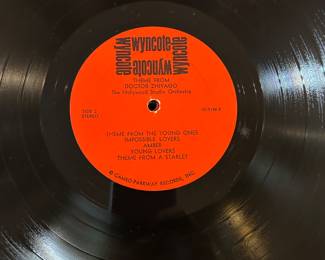 wyncote
wyncote
wyncote
wyncote
THEME FROM
DOCTOR ZHIVAGO
The Hollywood Studio Orchestra
SIDE 2
STEREO
THEME FROM THE YOUNG ONES
IMPOSSIBLE LOVERS
AMBER
YOUNG LOVERS
THEME FROM A STARLET
© CAMEO-PARKWAY RECORDS, INC.